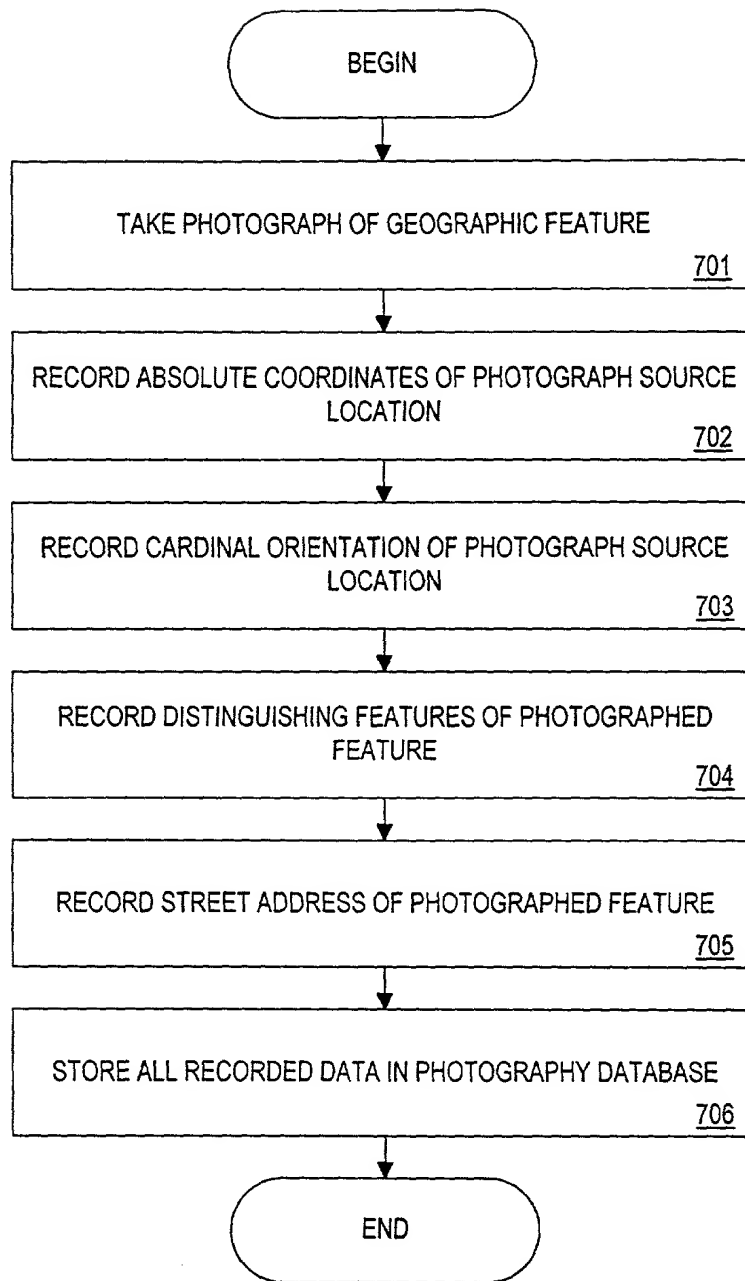 BEGIN
TAKE PHOTOGRAPH OF GEOGRAPHIC FEATURE
701
RECORD ABSOLUTE COORDINATES OF PHOTOGRAPH SOURCE
LOCATION
702
RECORD CARDINAL ORIENTATION OF PHOTOGRAPH SOURCE
LOCATION
703
RECORD DISTINGUISHING FEATURES OF PHOTOGRAPHED
FEATURE
704
RECORD STREET ADDRESS OF PHOTOGRAPHED FEATURE
705
STORE ALL RECORDED DATA IN PHOTOGRAPHY DATABASE
706
END